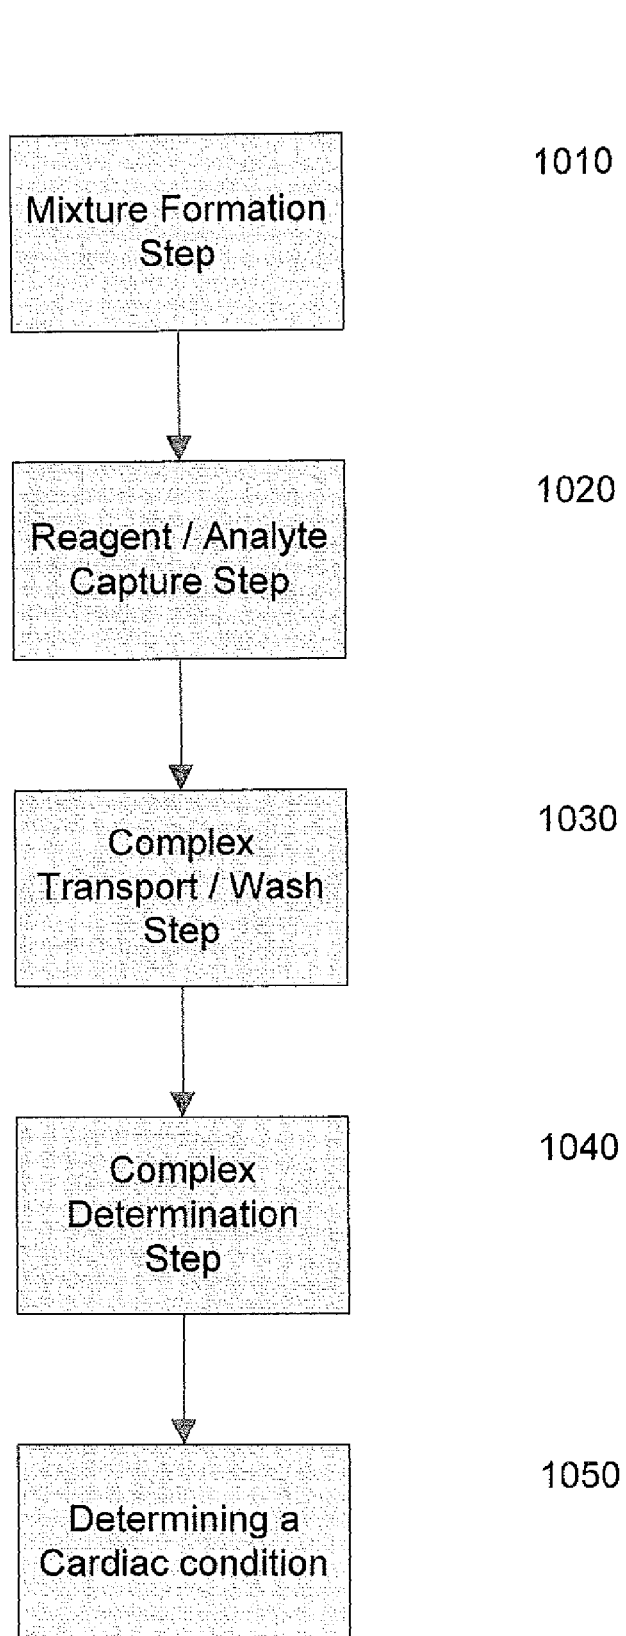 1010
Mixture Formation
Step
1020
Reagent / Analyte
Capture Step
1030
Complex
Transport / Wash
Step
1040
Complex
Determination
Step
1050
Determining a
Cardiac condition